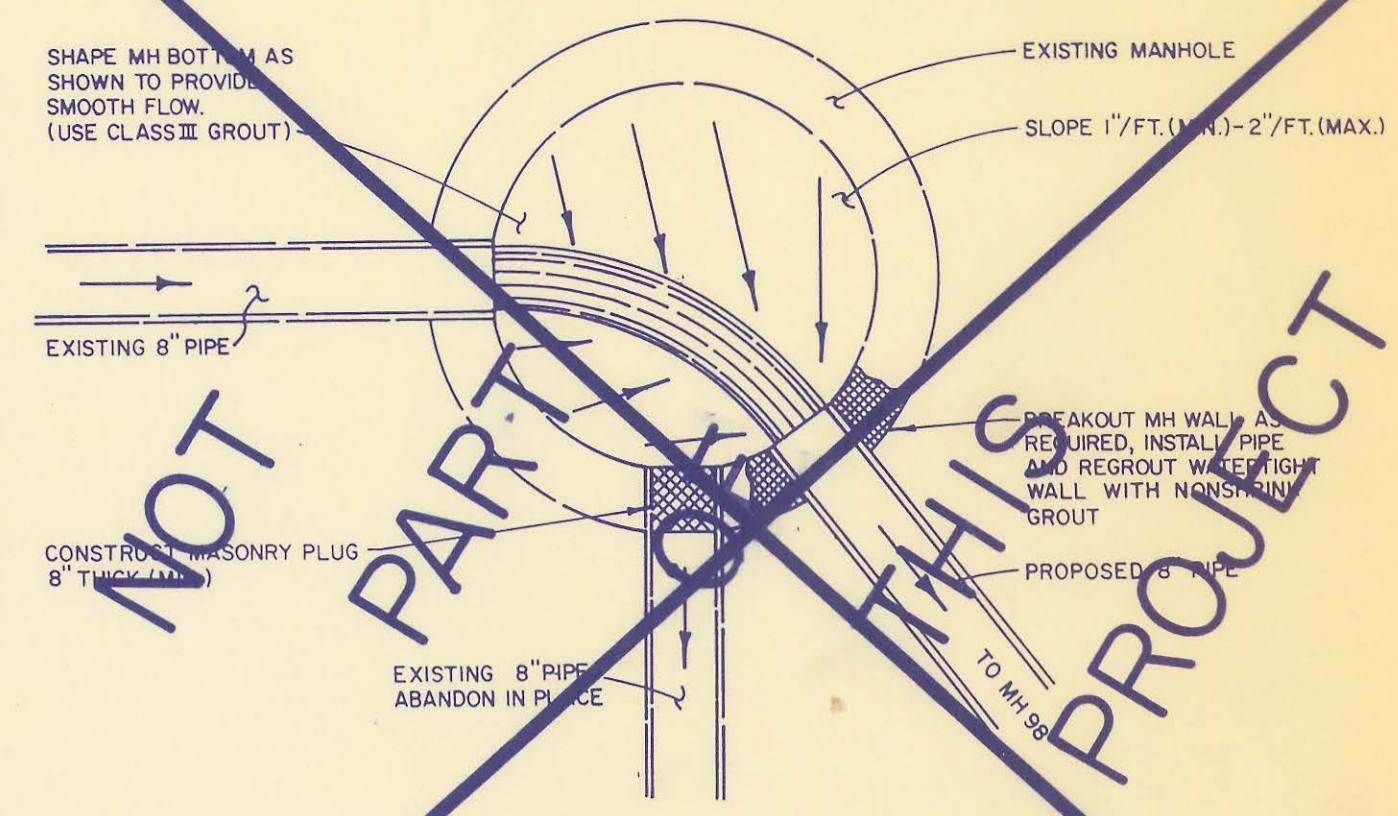 SHAPE MH BOTTOM AS
SHOWN TO PROVIDE
SMOOTH FLOW.
(USE CLASS III GROUT)
EXISTING MANHOLE
SLOPE 1"/FT.(MIN.)-2"/FT.(MAX.)
EXISTING 8" PIPE
BREAKOUT MH WALL AS
REQUIRED, INSTALL PIPE
AND REGROUT WATERTIGHT
WALL WITH NONSHRINK
GROUT
CONSTRUCT MASONRY PLUG
8" THICK (MIN.)
PROPOSED 8" PIPE
EXISTING 8" PIPE
ABANDON IN PLACE
TO MH 98
NOT
PART
OF
THIS
PROJECT